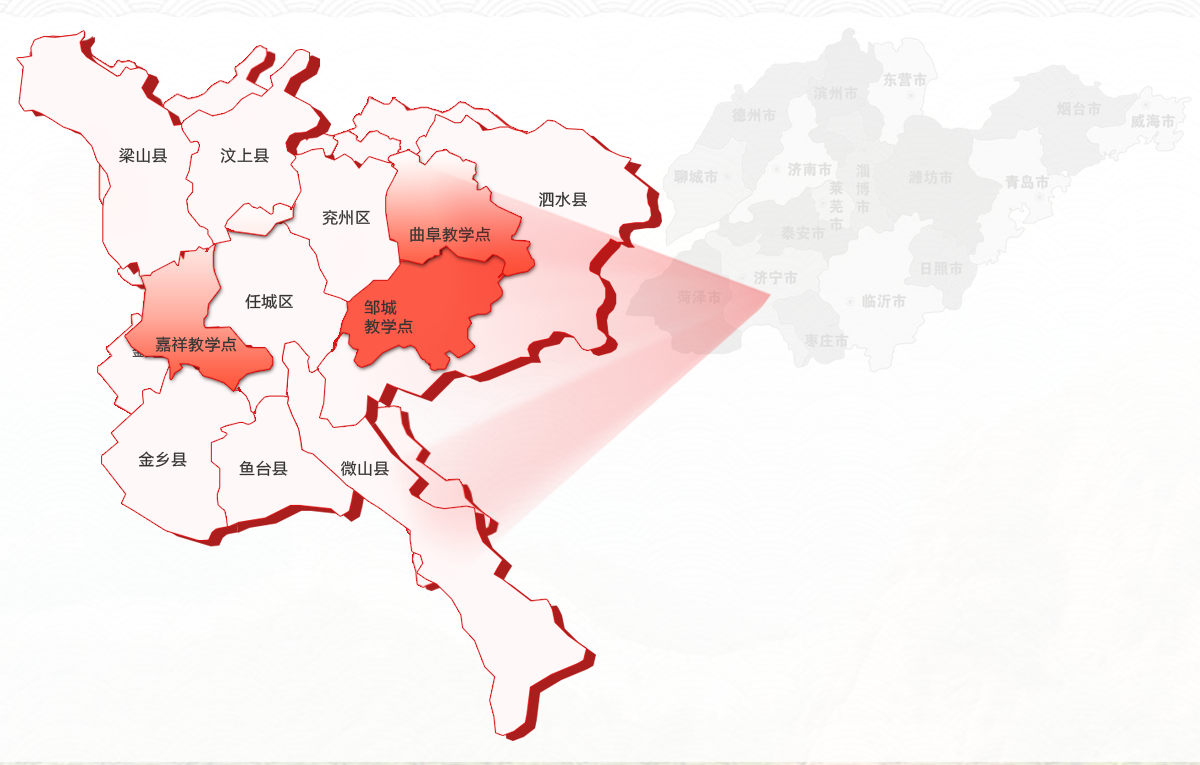 梁山县
汶上县
兖州区
泗水县
曲阜教学点
任城区
邹城
教学点
嘉祥教学点
金乡县
鱼台县
微山县
东营市
滨州市
德州市
烟台市
威海市
聊城市
济南市
淄博市
莱芜市
潍坊市
青岛市
泰安市
日照市
济宁市
菏泽市
临沂市
枣庄市